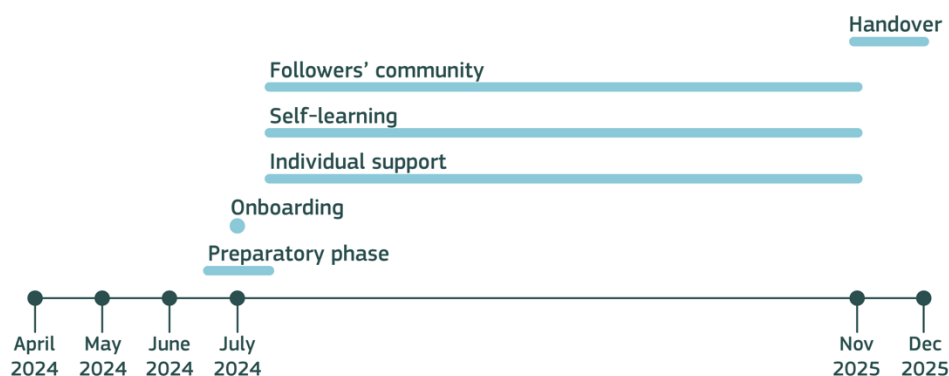 Handover
Followers' community
Self-learning
Individual support
Onboarding
Preparatory phase
April 2024
May 2024
June 2024
July 2024
Nov 2025
Dec 2025